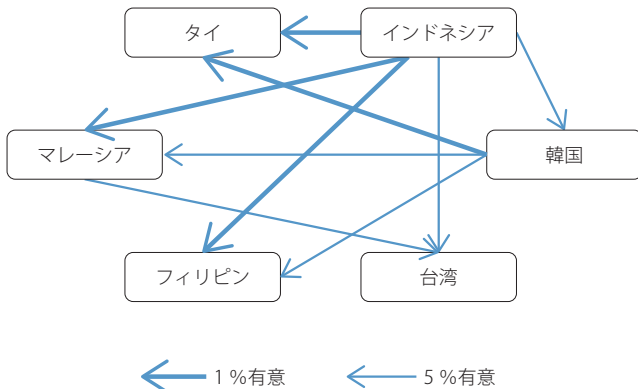 タイ
インドネシア
マレーシア
韓国
フィリピン
台湾
1％有意
5％有意